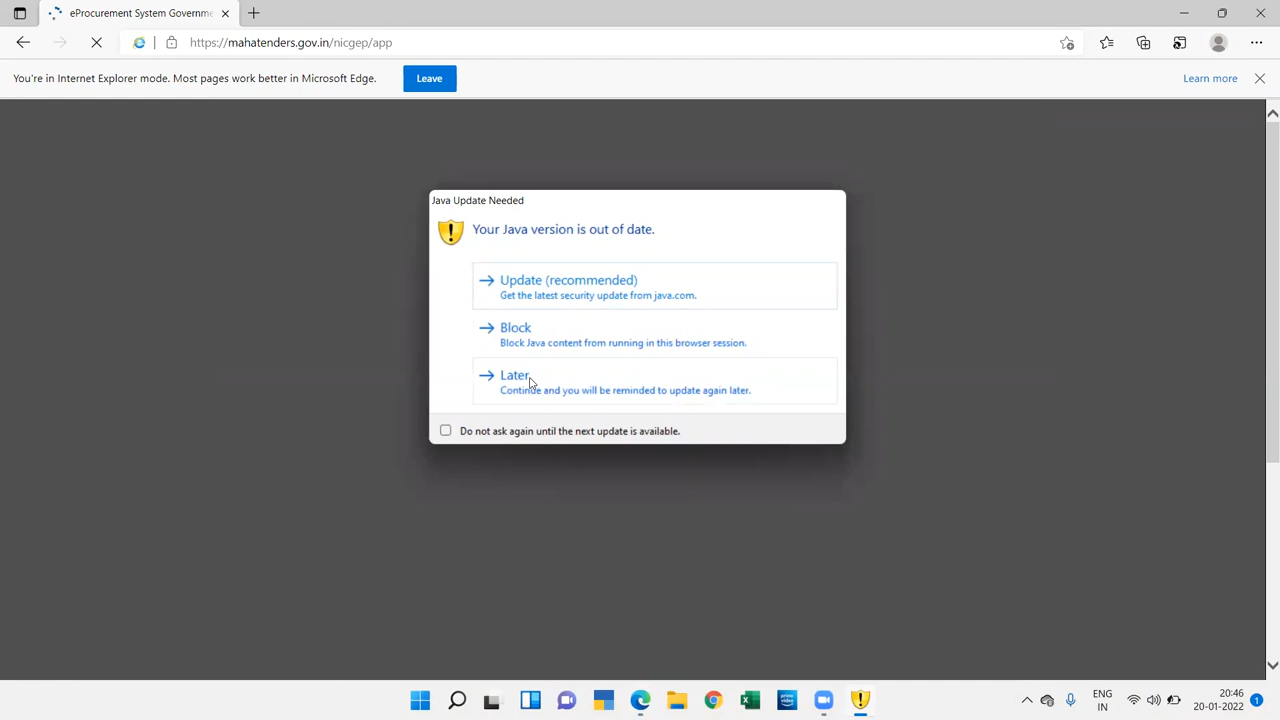 eProcurement System Governme
https://mahatenders.gov.in/nicgep/app
You're in Internet Explorer mode. Most pages work better in Microsoft Edge.
Leave
Learn more
Java Update Needed
Your Java version is out of date.
Update (recommended)
Get the latest security update from java.com.
Block
Block Java content from running in this browser session.
Later
Continue and you will be reminded to update again later.
Do not ask again until the next update is available.
ENG
IN
20:46
20-01-2022
1